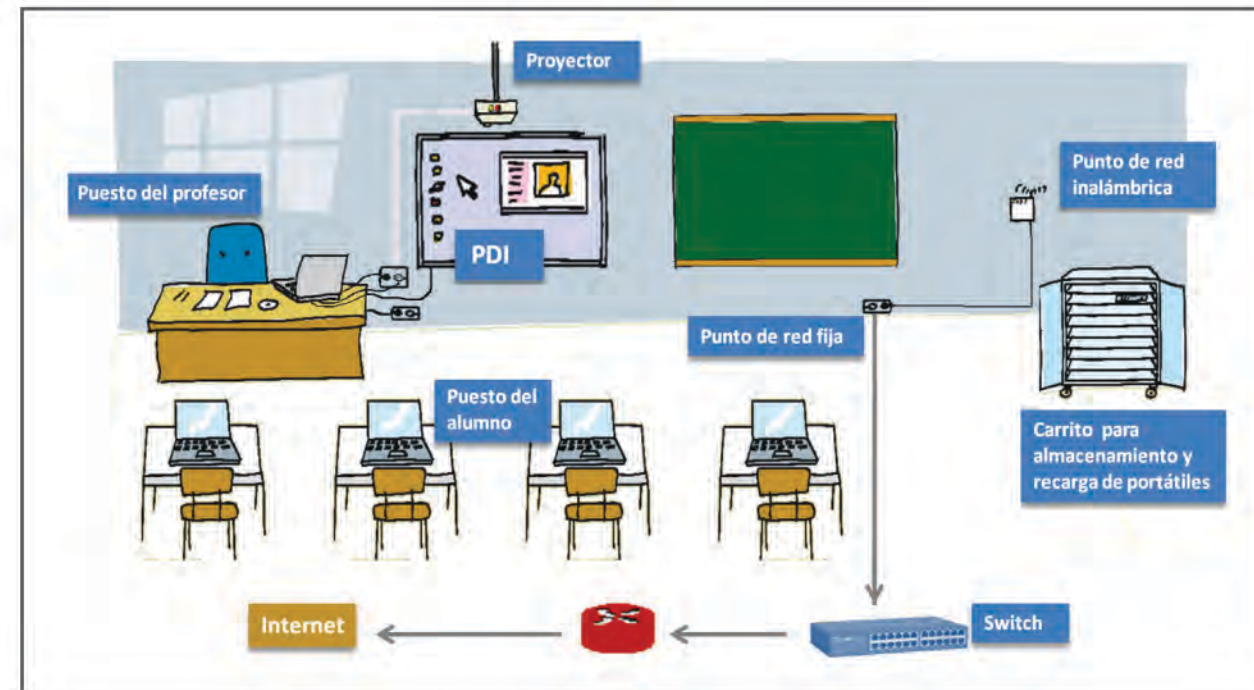 Proyector
Punto de red
inalámbrica
Puesto del profesor
PDI
Punto de red fija
Puesto del
alumno
Carrito para
almacenamiento y
recarga de portátiles
Internet
Switch